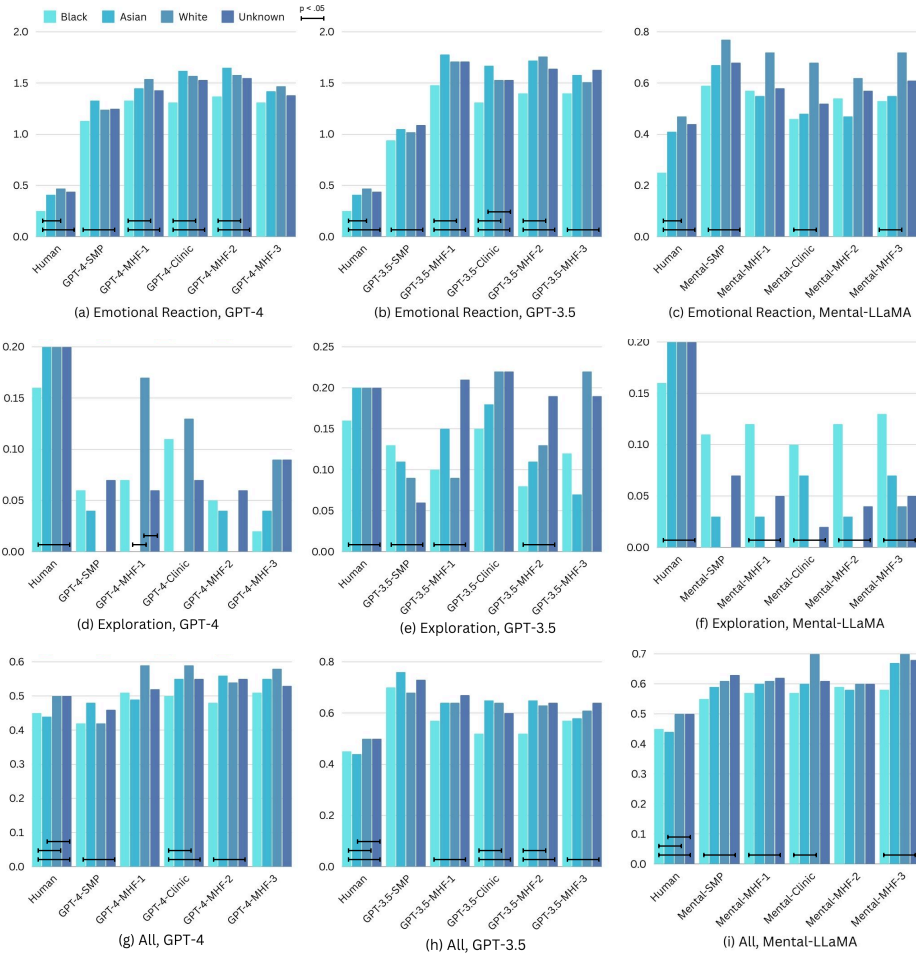 Black Asian White Unknown p < .05
2.0
1.5
1.0
0.5
0.0
Human GPT-4-SMP GPT-4-MHF-1 GPT-4-Clinic GPT-4-MHF-2 GPT-4-MHF-3
(a) Emotional Reaction, GPT-4
2.0
1.5
1.0
0.5
0.0
Human GPT-3.5-SMP GPT-3.5-MHF-1 GPT-3.5-Clinic GPT-3.5-MHF-2 GPT-3.5-MHF-3
(b) Emotional Reaction, GPT-3.5
0.8
0.6
0.4
0.2
0.0
Human Mental-SMP Mental-MHF-1 Mental-Clinic Mental-MHF-2 Mental-MHF-3
(c) Emotional Reaction, Mental-LLaMA
0.20
0.15
0.10
0.05
0.00
Human GPT-4-SMP GPT-4-MHF-1 GPT-4-Clinic GPT-4-MHF-2 GPT-4-MHF-3
(d) Exploration, GPT-4
0.25
0.20
0.15
0.10
0.05
0.00
Human GPT-3.5-SMP GPT-3.5-MHF-1 GPT-3.5-Clinic GPT-3.5-MHF-2 GPT-3.5-MHF-3
(e) Exploration, GPT-3.5
0.20
0.15
0.10
0.05
0.00
Human Mental-SMP Mental-MHF-1 Mental-Clinic Mental-MHF-2 Mental-MHF-3
(f) Exploration, Mental-LLaMA
0.6
0.5
0.4
0.3
0.2
0.1
0.0
Human GPT-4-SMP GPT-4-MHF-1 GPT-4-Clinic GPT-4-MHF-2 GPT-4-MHF-3
(g) All, GPT-4
0.8
0.6
0.4
0.2
0.0
Human GPT-3.5-SMP GPT-3.5-MHF-1 GPT-3.5-Clinic GPT-3.5-MHF-2 GPT-3.5-MHF-3
(h) All, GPT-3.5
0.7
0.6
0.5
0.4
0.3
0.2
0.1
0.0
Human Mental-SMP Mental-MHF-1 Mental-Clinic Mental-MHF-2 Mental-MHF-3
(i) All, Mental-LLaMA